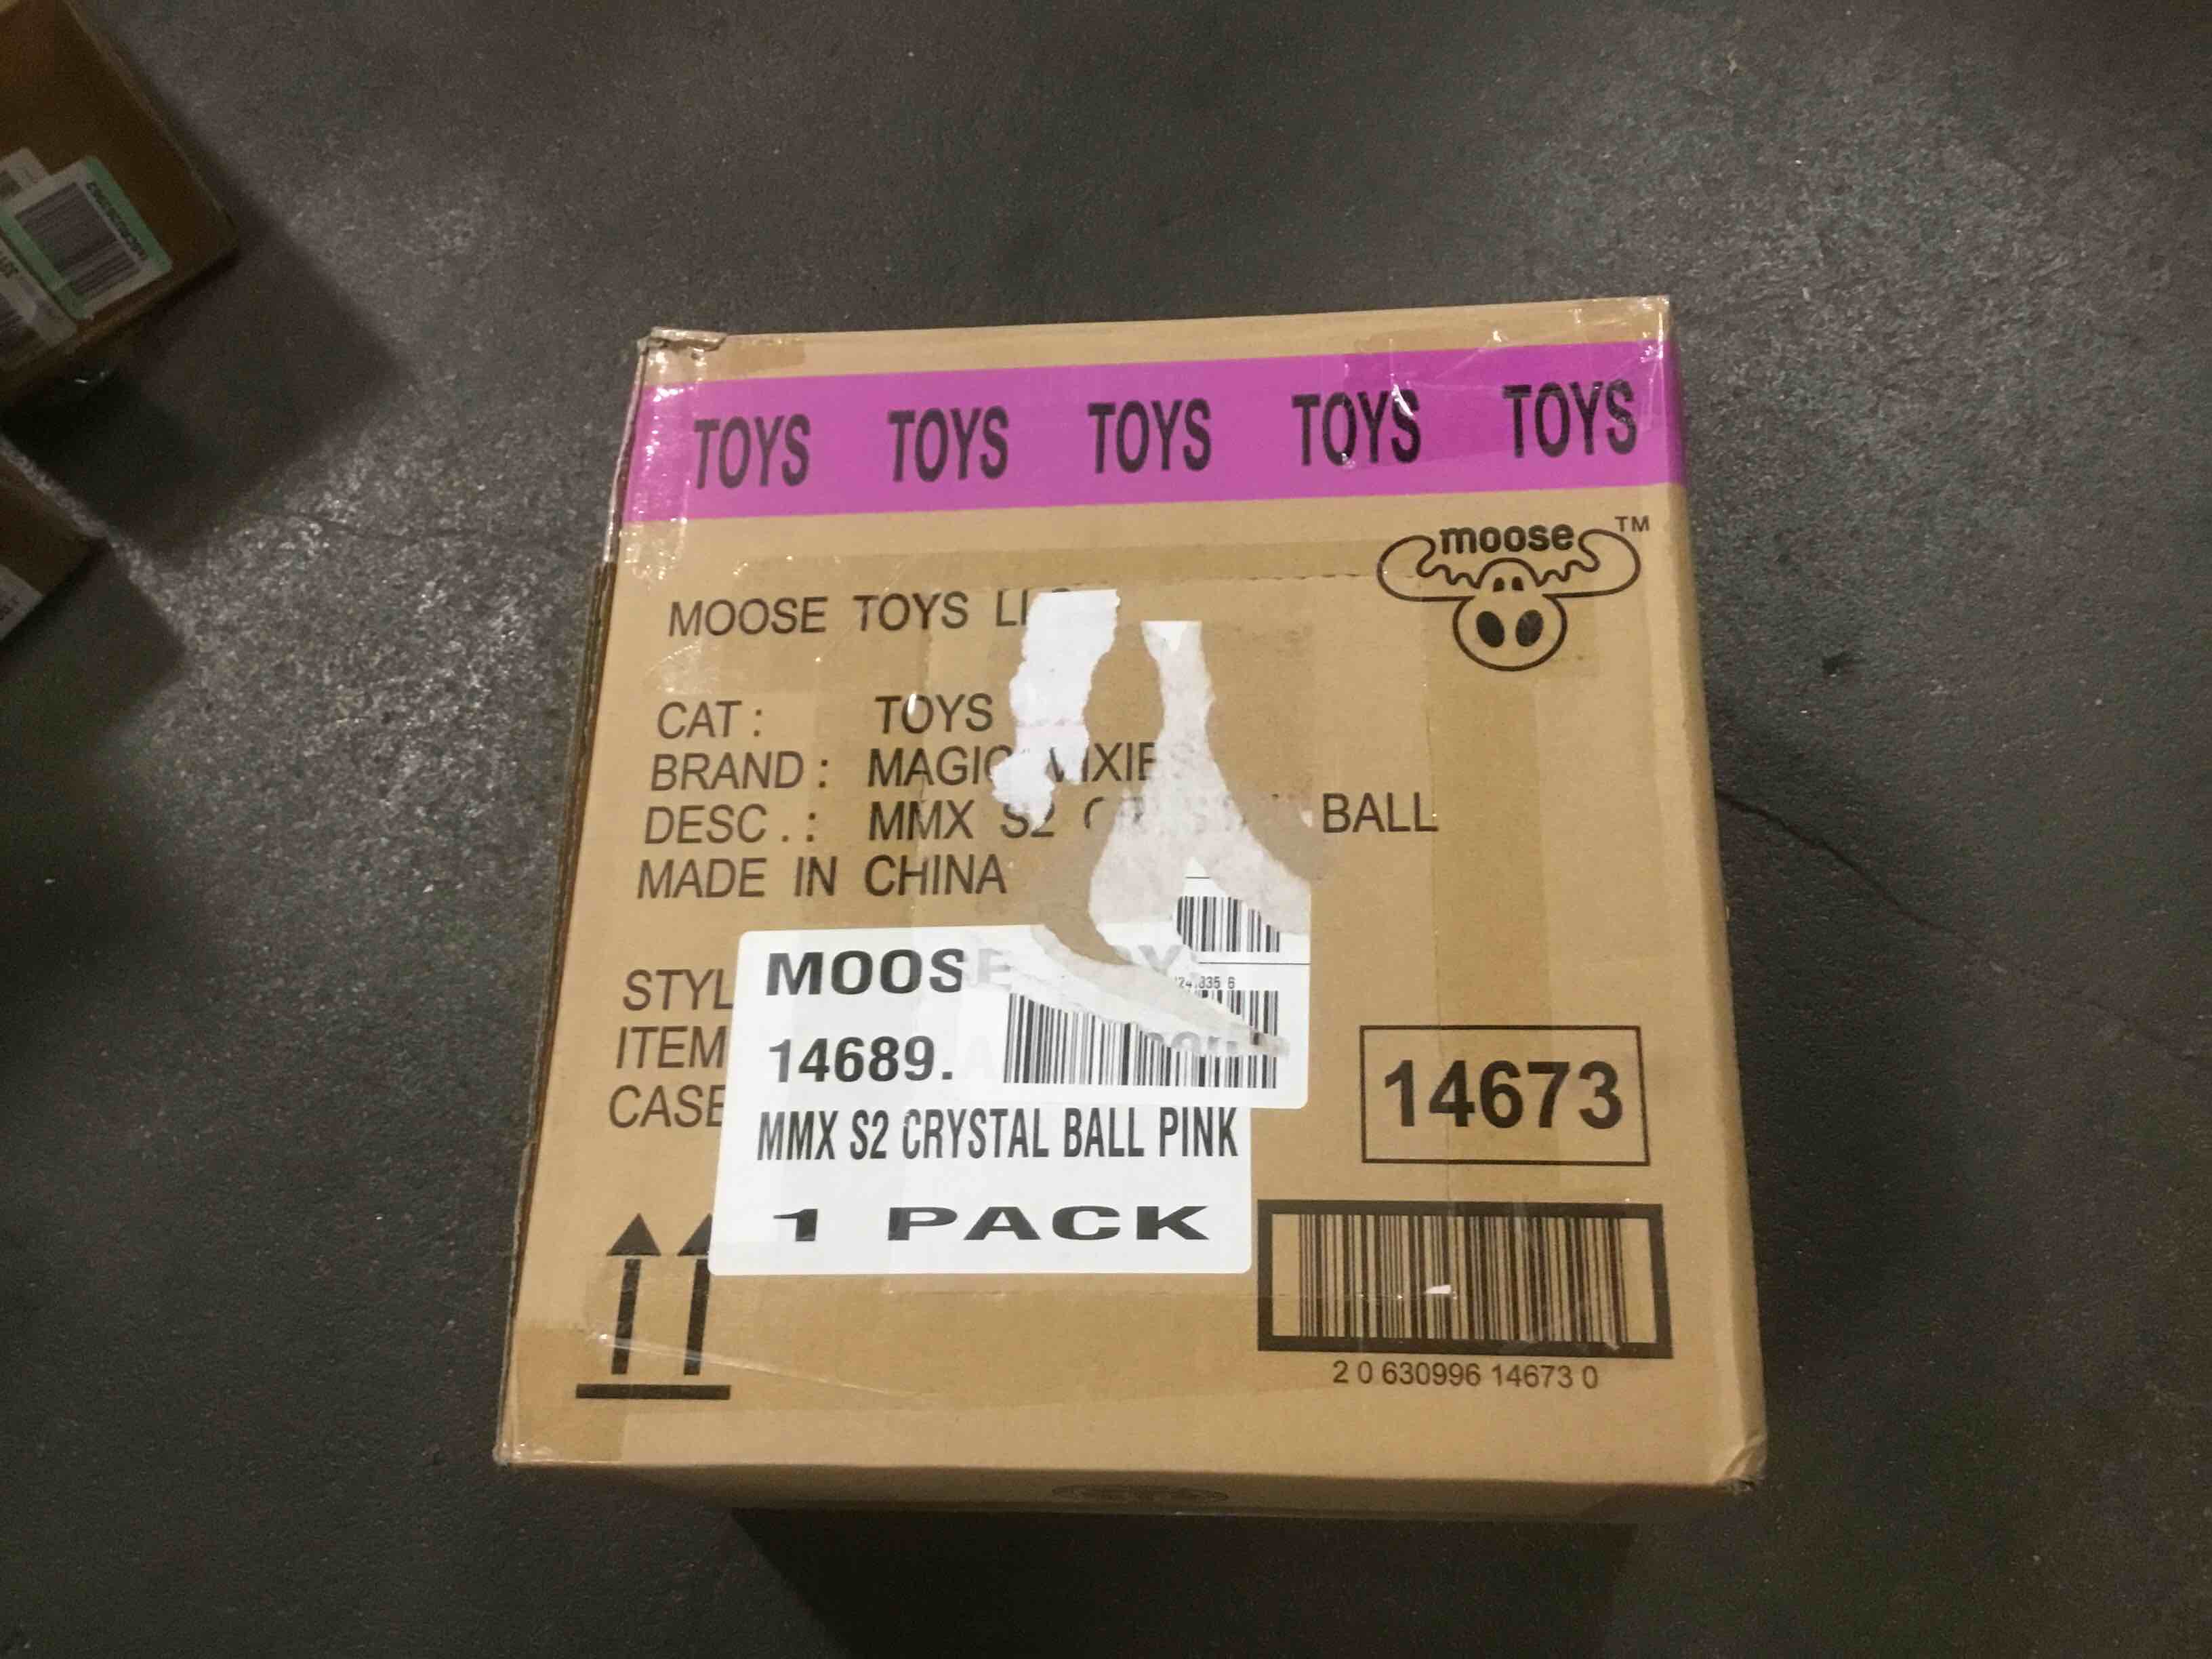 TOYS TOYS TOYS TOYS TOYS
moose TM
MOOSE TOYS
CAT : TOYS
BRAND : MAGIC MIXIES
DESC . : MMX S2 BALL
MADE IN CHINA
STYL
ITEM
CASE
MOOSE
14689.
MMX S2 CRYSTAL BALL PINK
1 PACK
14673
2 0 630996 14673 0